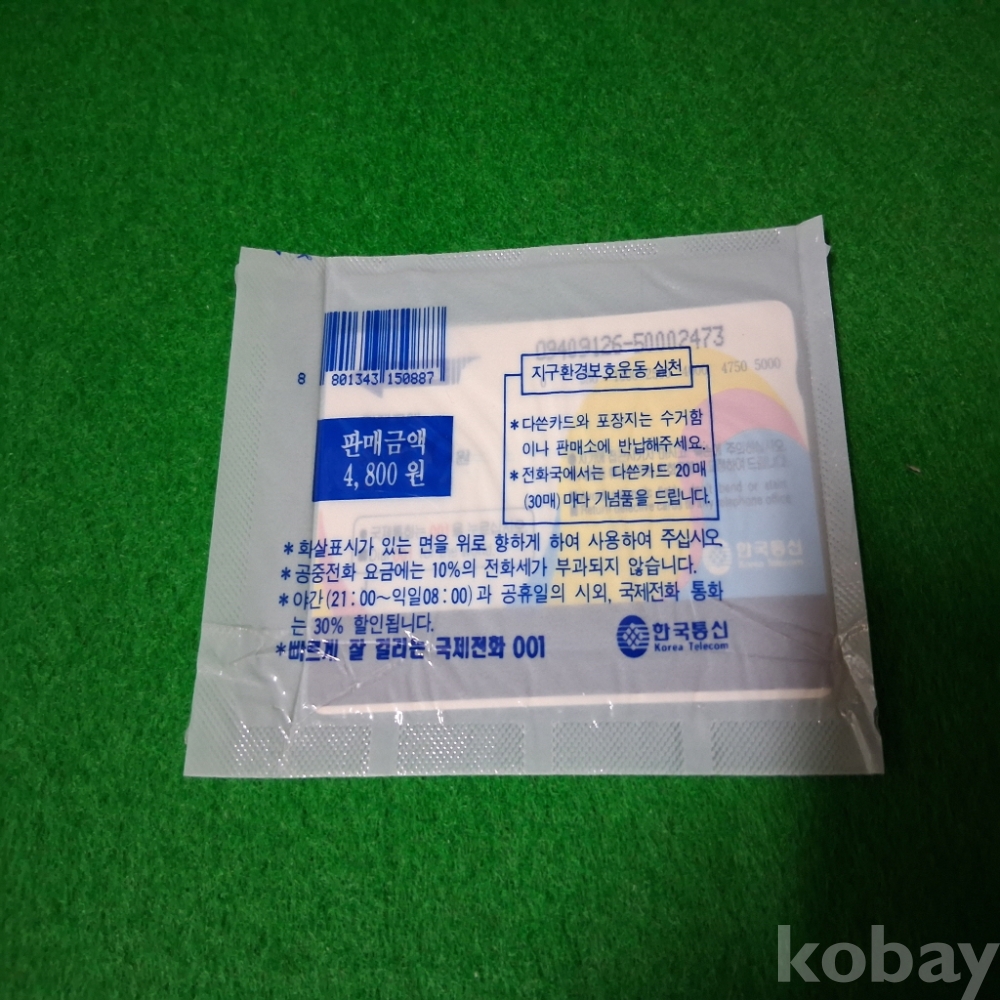 09409126-50002473
4750 5000
8 801343 150887
지구환경보호운동 실천
*다쓴카드와 포장지는 수거함
이나 판매소에 반납해주세요.
*전화국에서는 다쓴카드 20매
(30매) 마다 기념품을 드립니다.
판매금액
4,800 원
원
*화살표시가 있는 면을 위로 향하게 하여 사용하여 주십시오.
*공중전화 요금에는 10%의 전화세가 부과되지 않습니다.
*야간(21:00~익일08:00)과 공휴일의 시외, 국제전화 통화
는 30% 할인됩니다.
*빠르게 잘 걸리는 국제전화 001
한국통신
Korea Telecom
한국통신
Korea Telecom
kobay